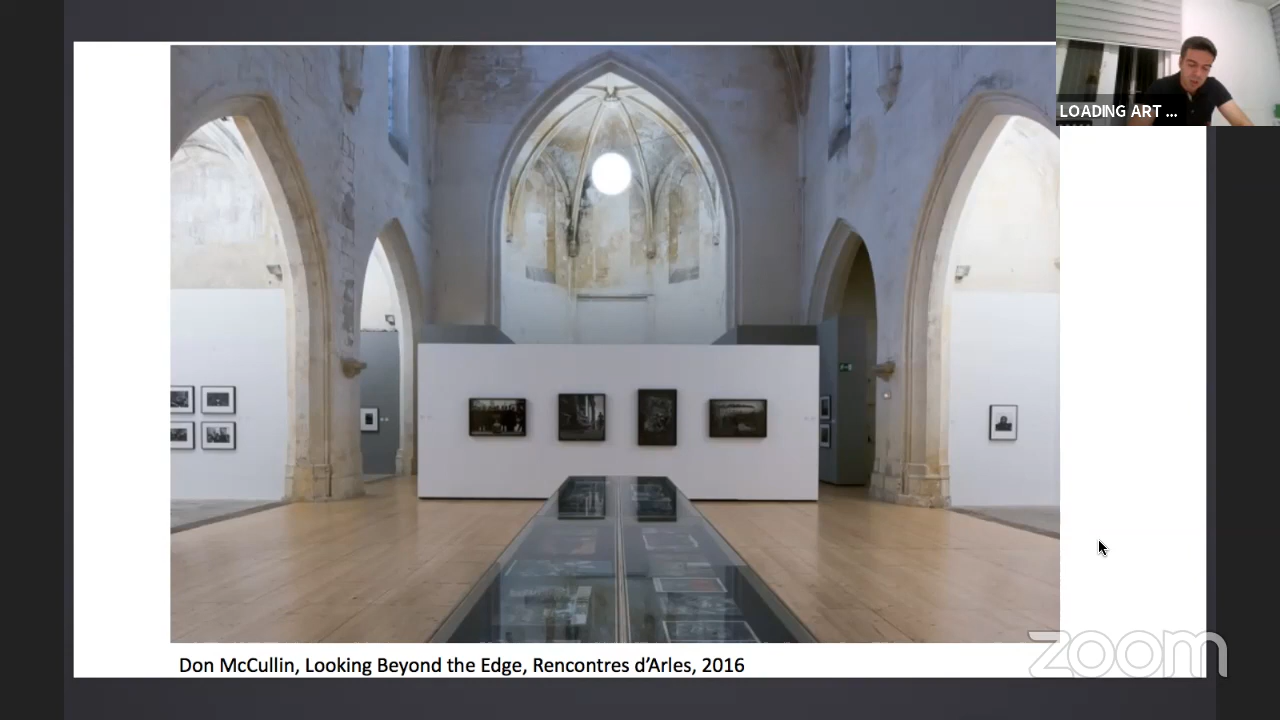 LOADING ART ...
Don McCullin, Looking Beyond the Edge, Rencontres d’Arles, 2016
zoom